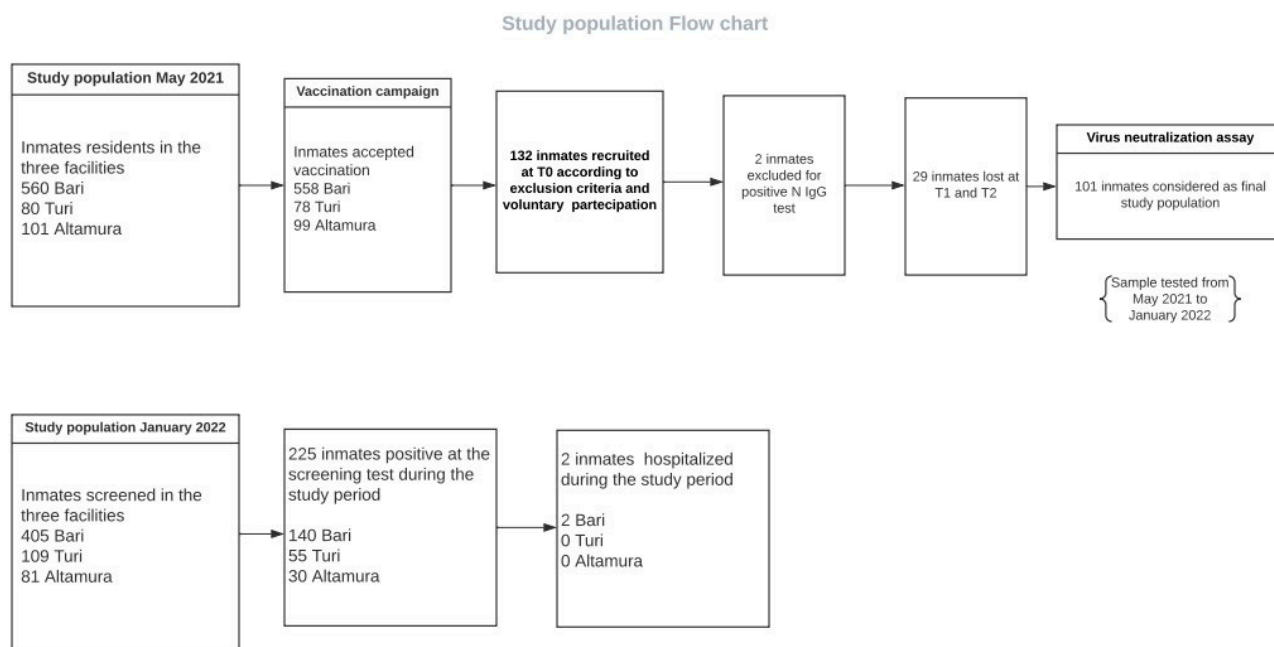 Study population Flow chart
Study population May 2021
Inmates residents in the
three facilities
560 Bari
80 Turi
101 Altamura
Vaccination campaign
Inmates accepted
vaccination
558 Bari
78 Turi
99 Altamura
132 inmates recruited
at T0 according to
exclusion criteria and
voluntary partecipation
2 inmates
excluded for
positive N IgG
test
29 inmates lost at
T1 and T2
Virus neutralization assay
101 inmates considered as final
study population
Sample tested from
May 2021 to
January 2022
Study population January 2022
Inmates screened in the
three facilities
405 Bari
109 Turi
81 Altamura
225 inmates positive at the
screening test during the
study period
140 Bari
55 Turi
30 Altamura
2 inmates hospitalized
during the study period
2 Bari
0 Turi
0 Altamura